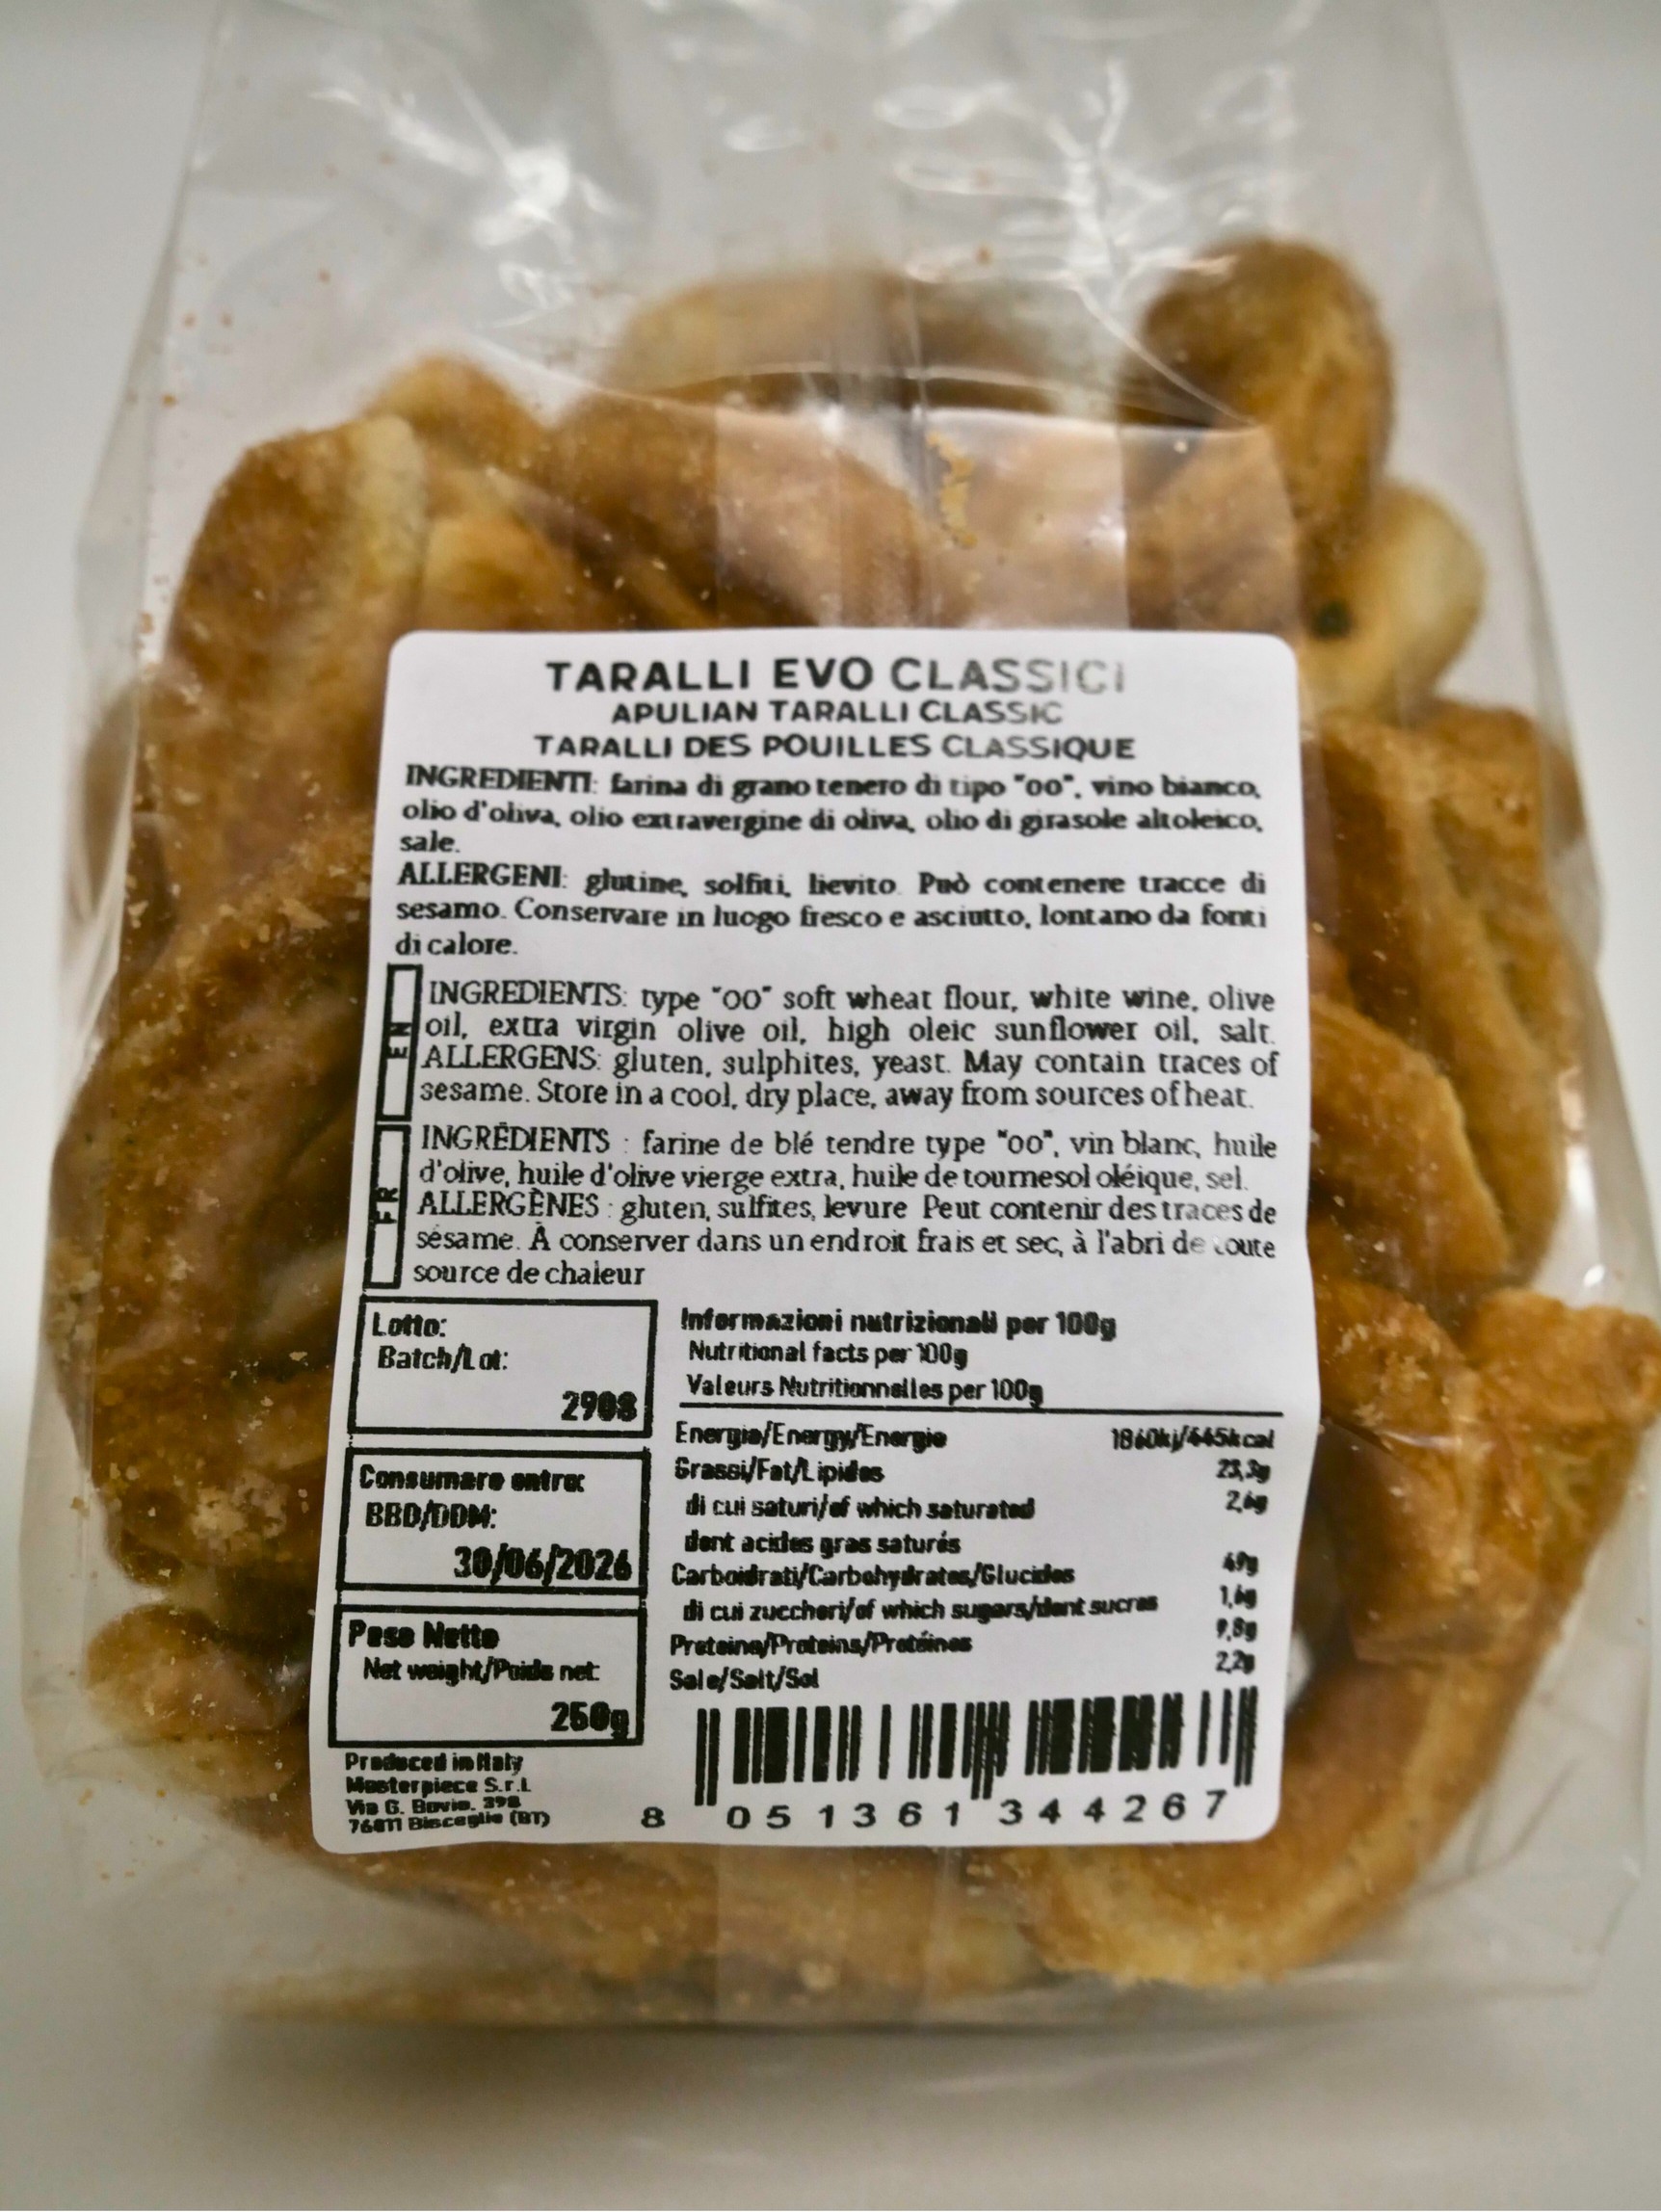 TARALLI EVO CLASSICI
APULIAN TARALLI CLASSIC
TARALLI DES POUILLES CLASSIQUE
INGREDIENTI: farina di grano tenero di tipo "00", vino bianco,
olio d'oliva, olio extravergine di oliva, olio di girasole altoleico,
sale.
ALLERGENI: glutine, solfiti, lievito. Può contenere tracce di
sesamo. Conservare in luogo fresco e asciutto, lontano da fonti
di calore.
EN
INGREDIENTS: type "00" soft wheat flour, white wine, olive
oil, extra virgin olive oil, high oleic sunflower oil, salt.
ALLERGENS: gluten, sulphites, yeast. May contain traces of
sesame. Store in a cool, dry place, away from sources of heat.
FR
INGRÉDIENTS : farine de blé tendre type "00", vin blanc, huile
d'olive, huile d'olive vierge extra, huile de tournesol oléique, sel.
ALLERGÈNES : gluten, sulfites, levure Peut contenir des traces de
sésame. À conserver dans un endroit frais et sec, à l'abri de toute
source de chaleur
Lotto:
Batch/Lot:
2908
Consumare entro:
BBD/DDM:
30/06/2026
Peso Netto
Net weight/Poids net:
250g
Produced in Italy
Masterpiece S.r.l.
Via G. Bovio, 398
76011 Bisceglie (BT)
Informazioni nutrizionali per 100g
Nutritional facts per 100g
Valeurs Nutritionnelles per 100g
Energia/Energy/Energie 1860kj/445kcal
Grassi/Fat/Lipides 23,3g
di cui saturi/of which saturated 2,6g
dont acides gras saturés
Carboidrati/Carbohydrates/Glucides 49g
di cui zuccheri/of which sugars/dont sucres 1,6g
Proteine/Proteins/Protéines 9,8g
Sale/Salt/Sel 2,2g
8 051361 344267